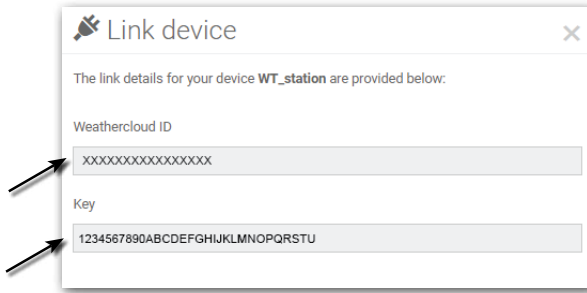 Link device
The link details for your device WT_station are provided below:
Weathercloud ID
XXXXXXXXXXXXXXXX
Key
1234567890ABCDEFGHIJKLMNOPQRSTU